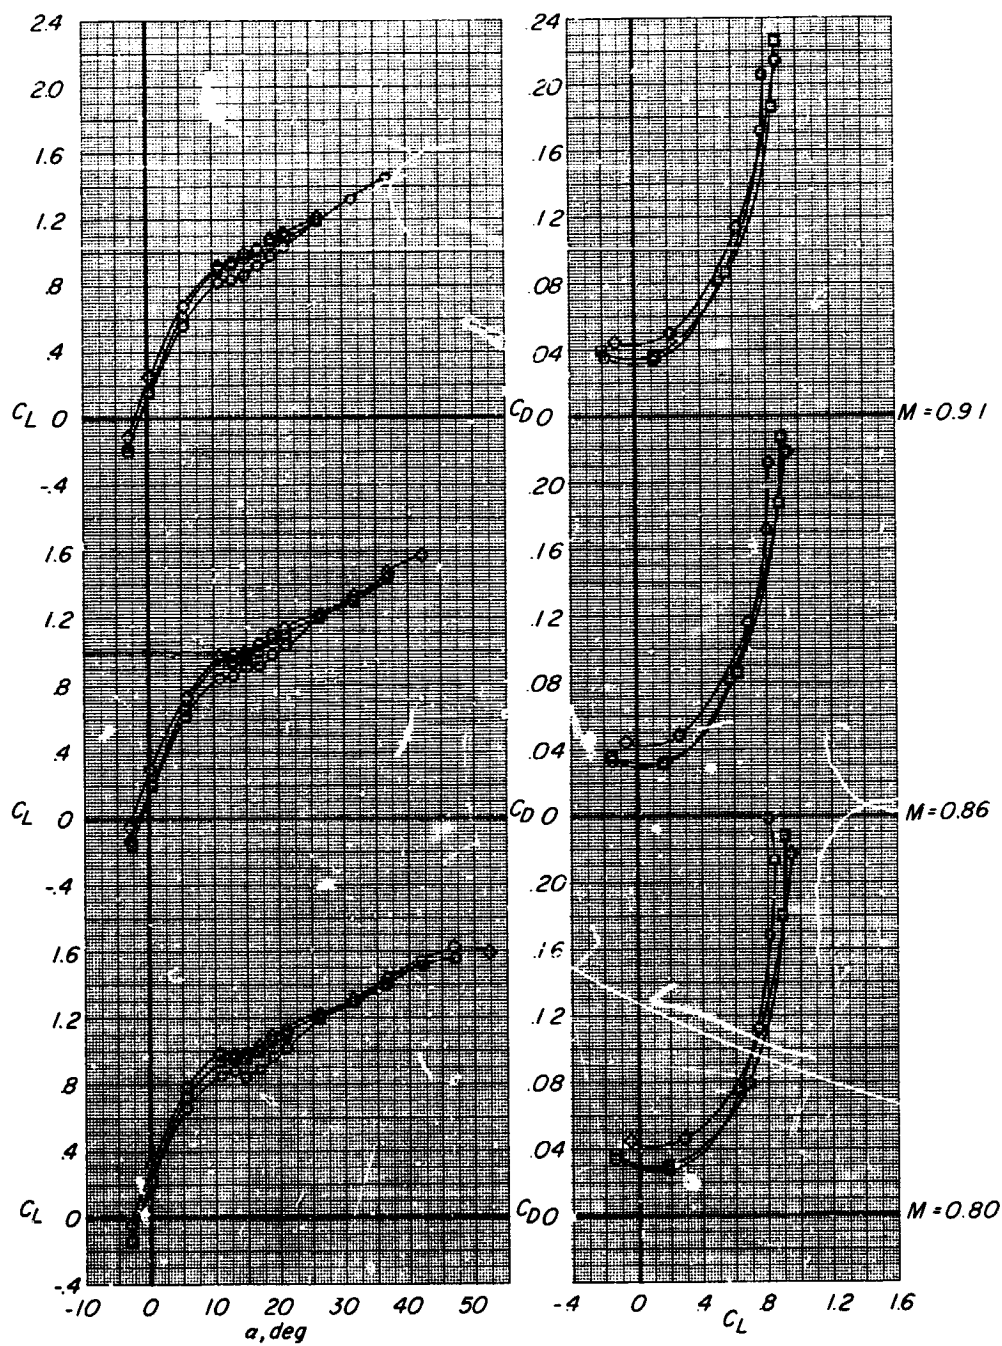 2.4
2.0
1.6
1.2
.8
.4
C_L 0
-.4
1.6
1.2
.8
.4
C_L 0
-.4
1.6
1.2
.8
.4
C_L 0
-.4
-10 0 10 20 30 40 50
α, deg
.24
.20
.16
.12
.08
.04
C_D 0
M = 0.91
.20
.16
.12
.08
.04
C_D 0
M = 0.86
.20
.16
.12
.08
.04
C_D 0
M = 0.80
-.4 0 .4 .8 1.2 1.6
C_L